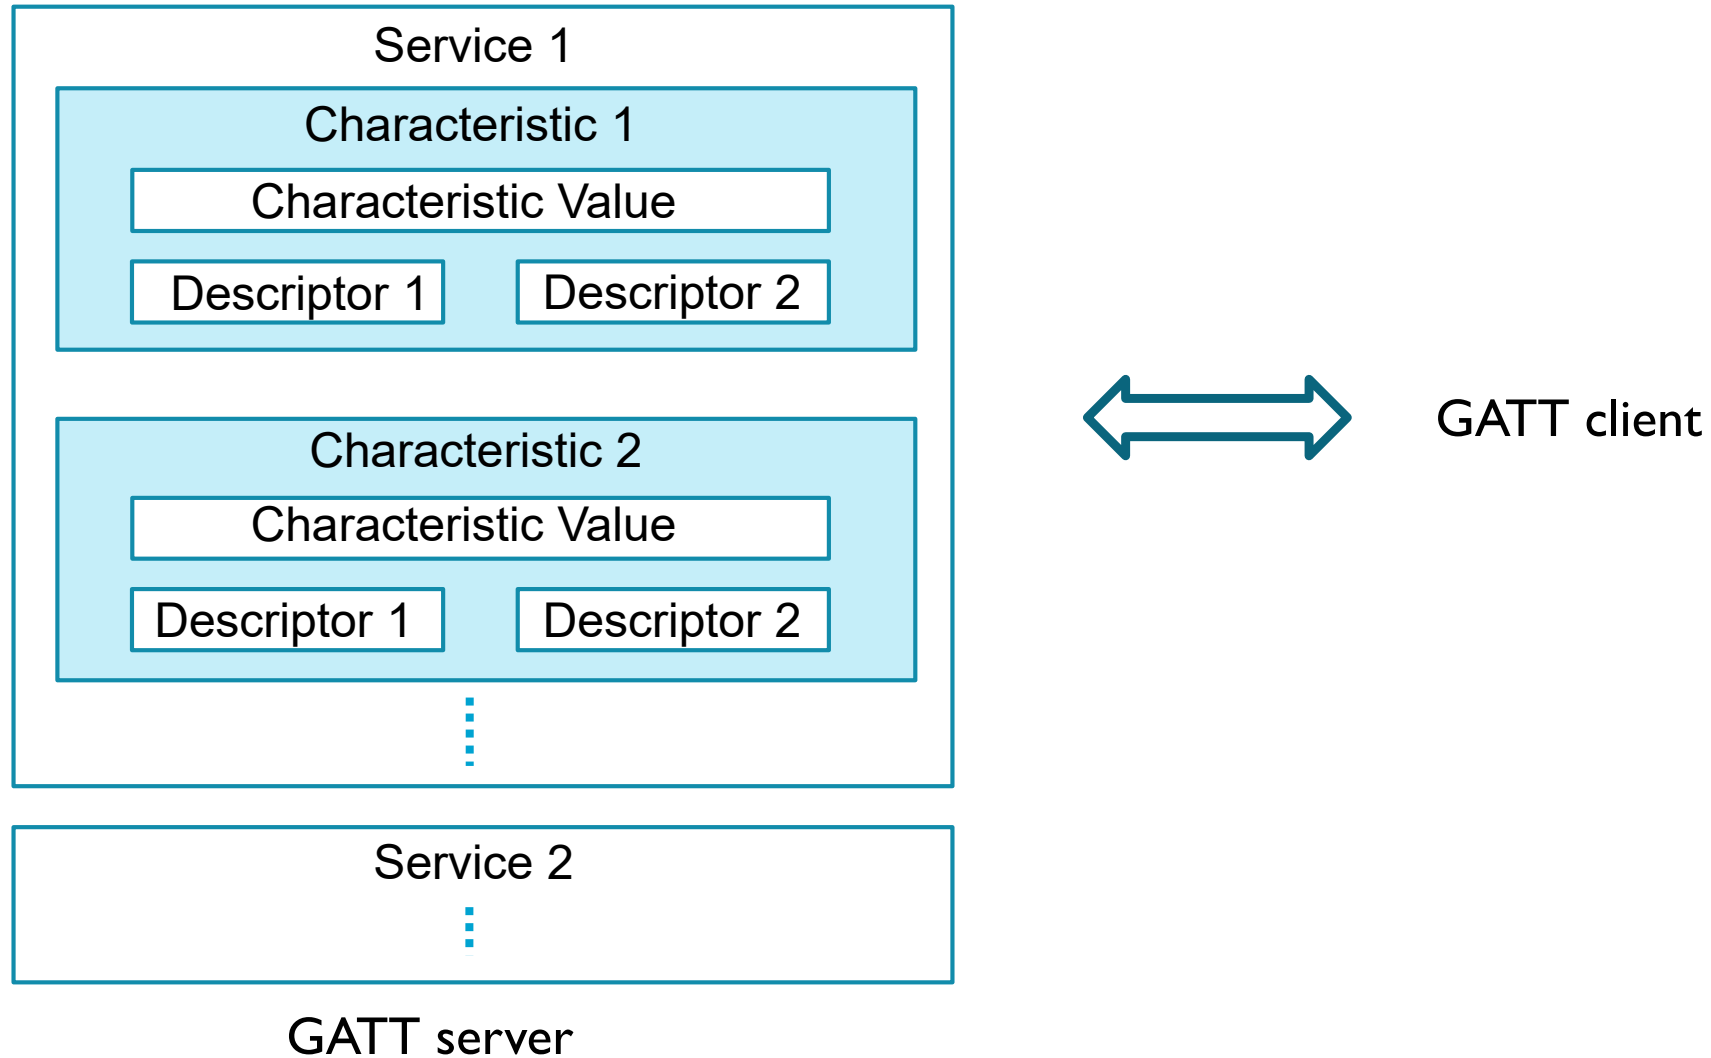 Service 1
Characteristic 1
Characteristic Value
Descriptor 1
Descriptor 2
Characteristic 2
Characteristic Value
Descriptor 1
Descriptor 2
Service 2
GATT server
GATT client